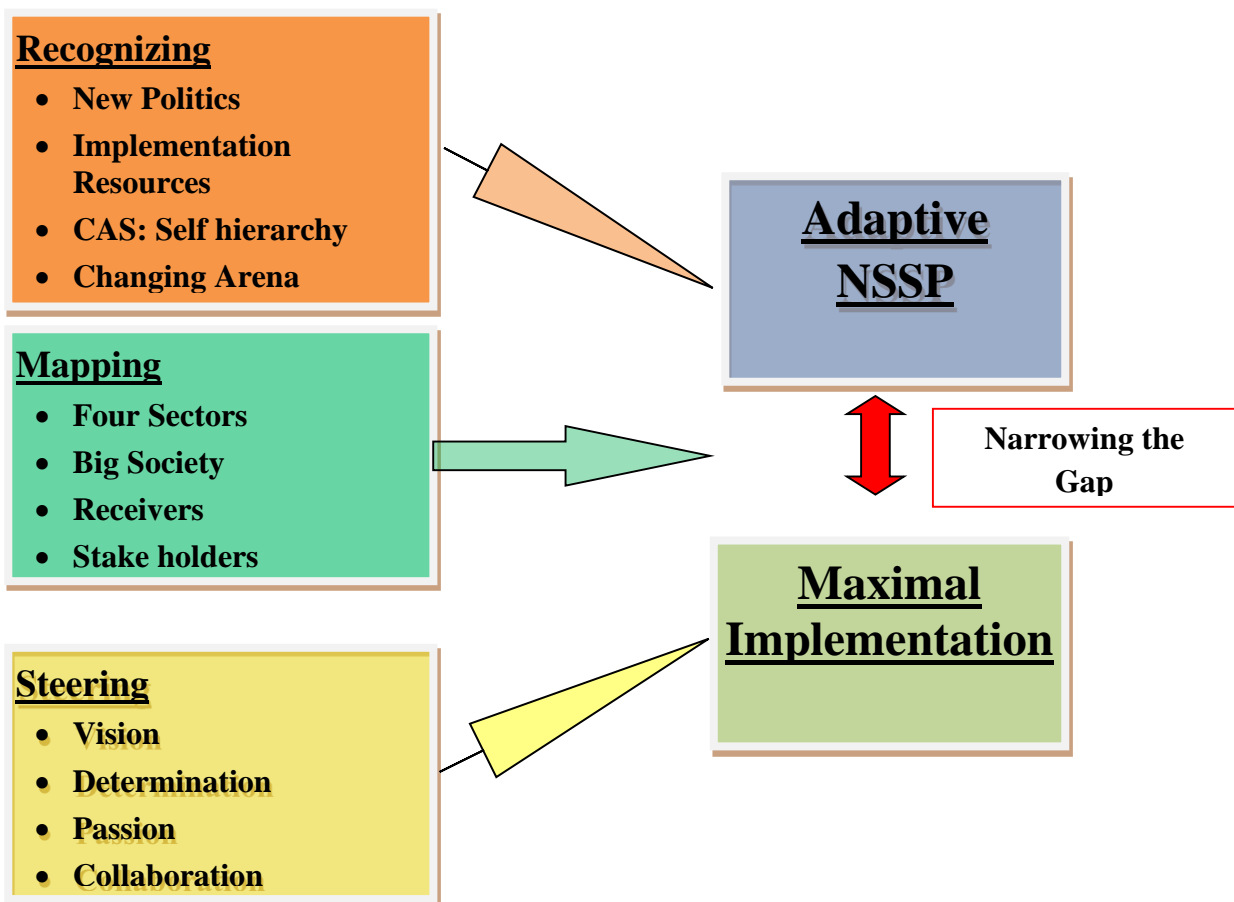 Recognizing
• New Politics
• Implementation
Resources
• CAS: Self hierarchy
• Changing Arena
Mapping
• Four Sectors
• Big Society
• Receivers
• Stake holders
Steering
• Vision
• Determination
• Passion
• Collaboration
Adaptive
NSSP
Narrowing the
Gap
Maximal
Implementation